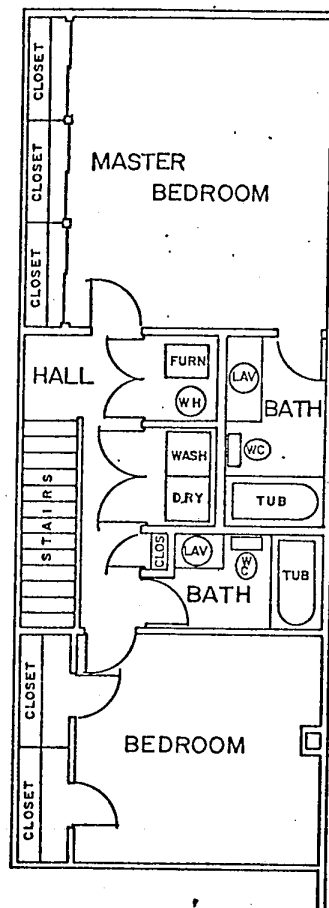 CLOSET
CLOSET
CLOSET
MASTER
BEDROOM
HALL
FURN
WH
LAV
BATH
WC
WASH
DRY
TUB
STAIRS
CLOS
LAV
WC
BATH
TUB
CLOSET
CLOSET
BEDROOM